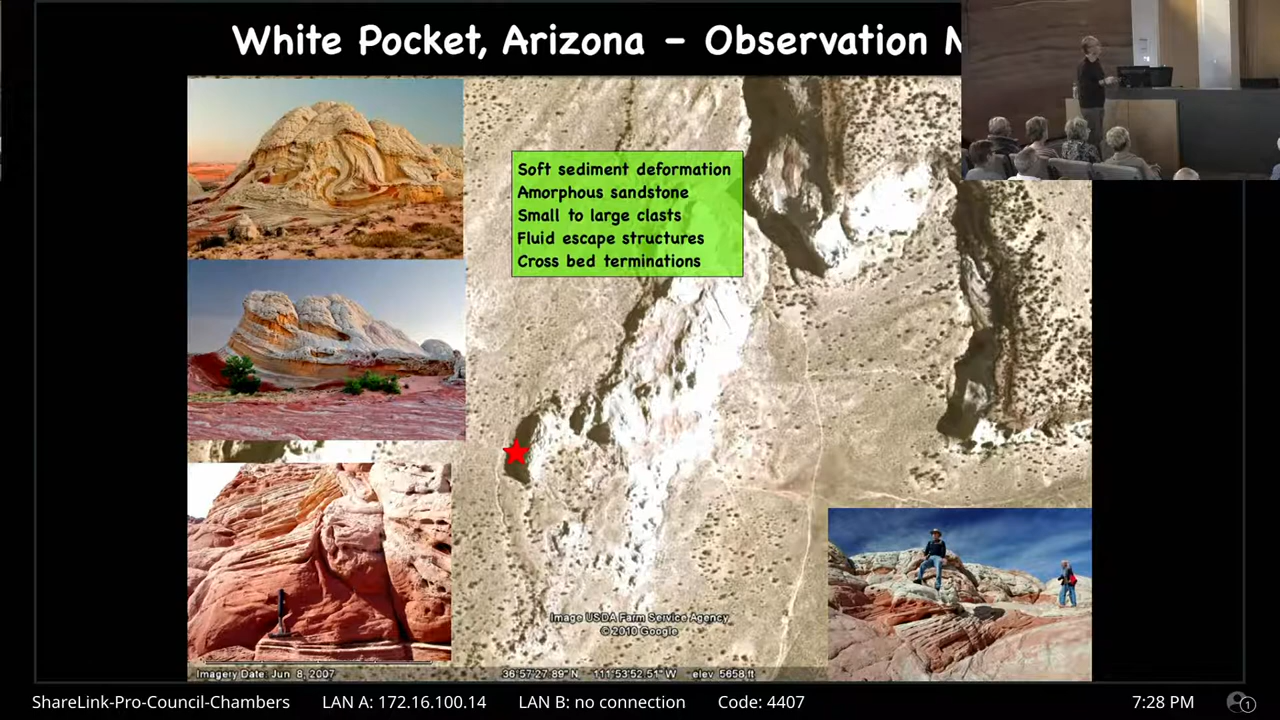 White Pocket, Arizona – Observation
Soft sediment deformation
Amorphous sandstone
Small to large clasts
Fluid escape structures
Cross bed terminations
Image USDA Farm Service Agency
© 2010 Google
Imagery Date: Jun 8, 2007
36°57'27.89" N 111°53'52.51" W elev 5658 ft
ShareLink-Pro-Council-Chambers LAN A: 172.16.100.14 LAN B: no connection Code: 4407 7:28 PM 1